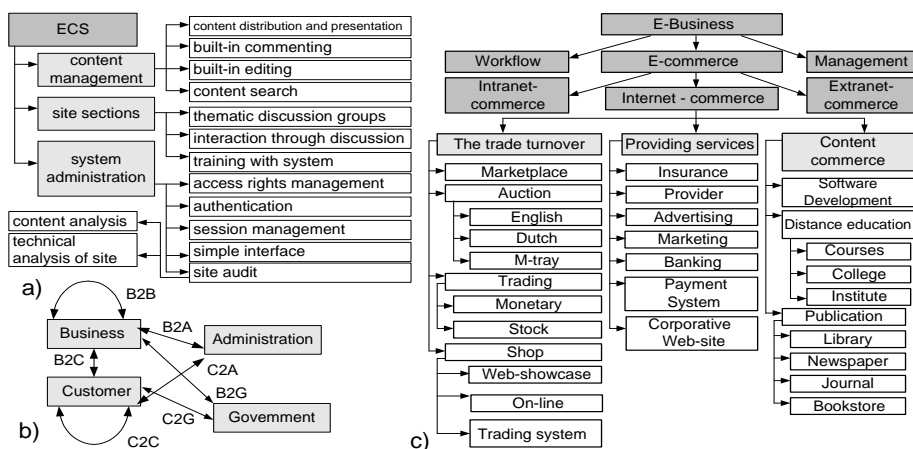 ECS
content management
site sections
system administration
content distribution and presentation
built-in commenting
built-in editing
content search
thematic discussion groups
interaction through discussion
training with system
access rights management
authentication
session management
simple interface
site audit
content analysis
technical
analysis of site
a)
B2B
Business
B2A
Administration
B2C
C2A
Customer
B2G
C2G
Government
C2C
b)
E-Business
Workflow
E-commerce
Management
Intranet-
commerce
Internet - commerce
Extranet-
commerce
The trade turnover
Marketplace
Auction
English
Dutch
M-tray
Trading
Monetary
Stock
Shop
Web-showcase
On-line
Trading system
Providing services
Insurance
Provider
Advertising
Marketing
Banking
Payment
System
Corporative
Web-site
Content
commerce
Software
Development
Distance education
Courses
College
Institute
Publication
Library
Newspaper
Journal
Bookstore
c)